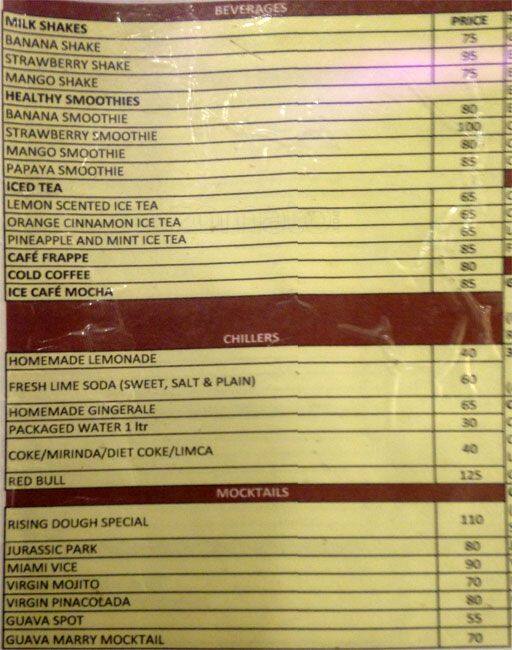 BEVERAGES
MILK SHAKES PRICE
BANANA SHAKE 75
STRAWBERRY SHAKE 95
MANGO SHAKE 75
HEALTHY SMOOTHIES
BANANA SMOOTHIE 80
STRAWBERRY SMOOTHIE 100
MANGO SMOOTHIE 80
PAPAYA SMOOTHIE 85
ICED TEA
LEMON SCENTED ICE TEA 65
ORANGE CINNAMON ICE TEA 65
PINEAPPLE AND MINT ICE TEA 65
CAFÉ FRAPPE 85
COLD COFFEE 80
ICE CAFÉ MOCHA 85
CHILLERS
HOMEMADE LEMONADE 40
FRESH LIME SODA (SWEET, SALT & PLAIN) 60
HOMEMADE GINGERALE 65
PACKAGED WATER 1 ltr 30
COKE/MIRINDA/DIET COKE/LIMCA 40
RED BULL 125
MOCKTAILS
RISING DOUGH SPECIAL 110
JURASSIC PARK 80
MIAMI VICE 90
VIRGIN MOJITO 70
VIRGIN PINACOLADA 80
GUAVA SPOT 55
GUAVA MARRY MOCKTAIL 70